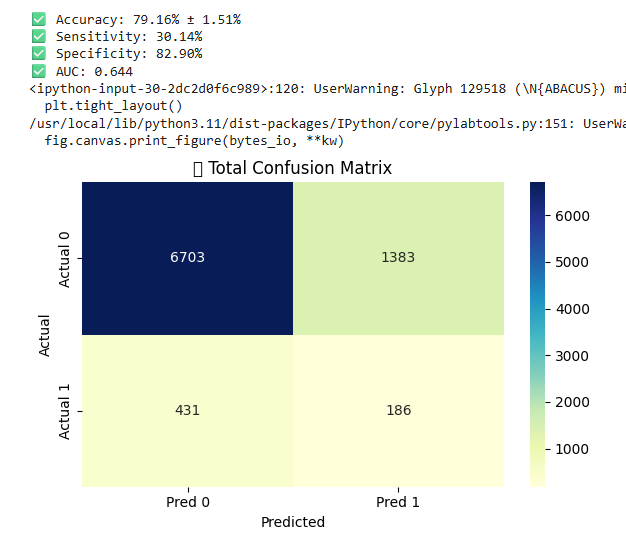 ✅ Accuracy: 79.16% ± 1.51%
✅ Sensitivity: 30.14%
✅ Specificity: 82.90%
✅ AUC: 0.644
<ipython-input-30-2dc2d0f6c989>:120: UserWarning: Glyph 129518 (\N{ABACUS}) mi
plt.tight_layout()
/usr/local/lib/python3.11/dist-packages/IPython/core/pylabtools.py:151: UserWa
fig.canvas.print_figure(bytes_io, **kw)
▯ Total Confusion Matrix
Actual 0
6703
1383
Actual 1
431
186
Actual
Pred 0
Pred 1
Predicted
6000
5000
4000
3000
2000
1000